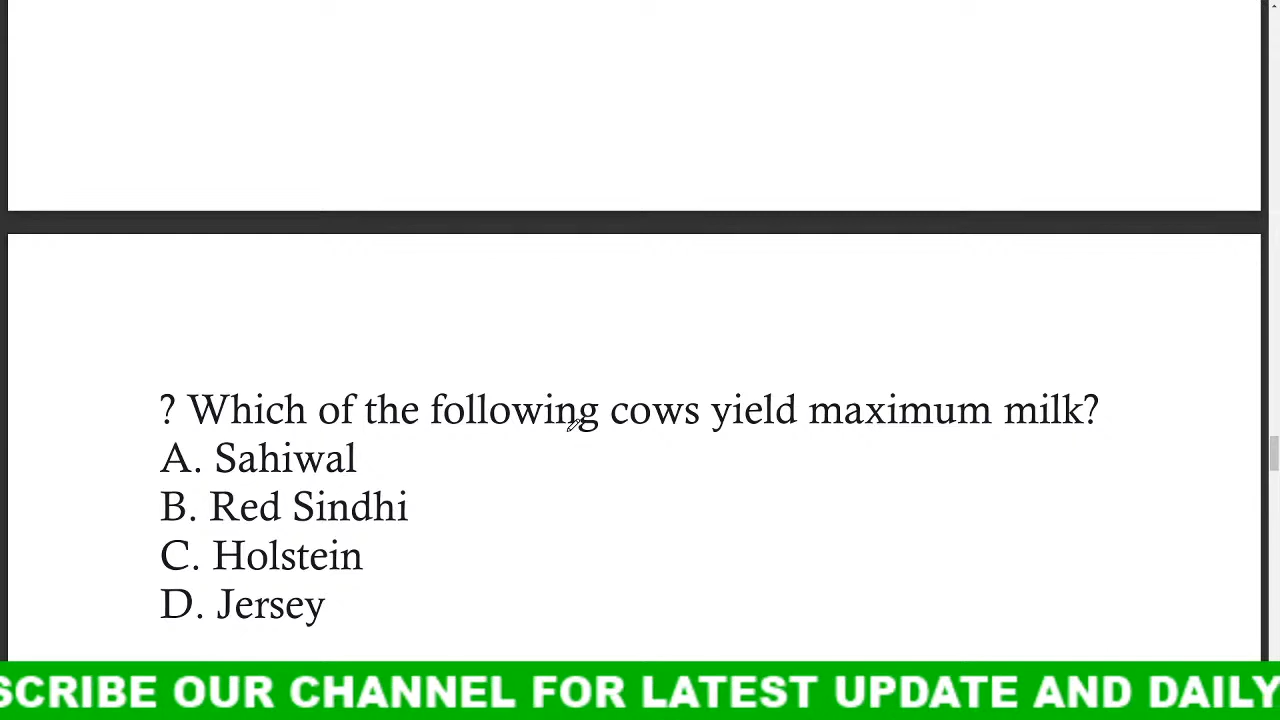 ? Which of the following cows yield maximum milk?
A. Sahiwal
B. Red Sindhi
C. Holstein
D. Jersey
SCRIBE OUR CHANNEL FOR LATEST UPDATE AND DAILY